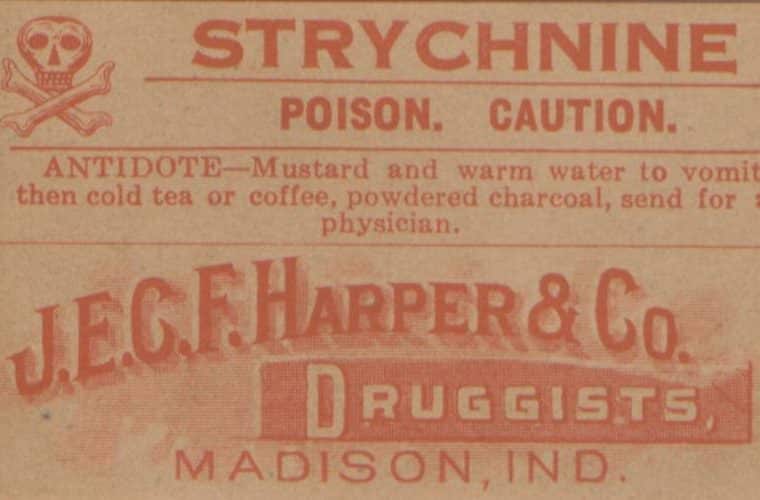 STRYCHNINE
POISON. CAUTION.
ANTIDOTE—Mustard and warm water to vomit
then cold tea or coffee, powdered charcoal, send for
physician.
J.E.C.F. HARPER & CO.
DRUGGISTS,
MADISON, IND.